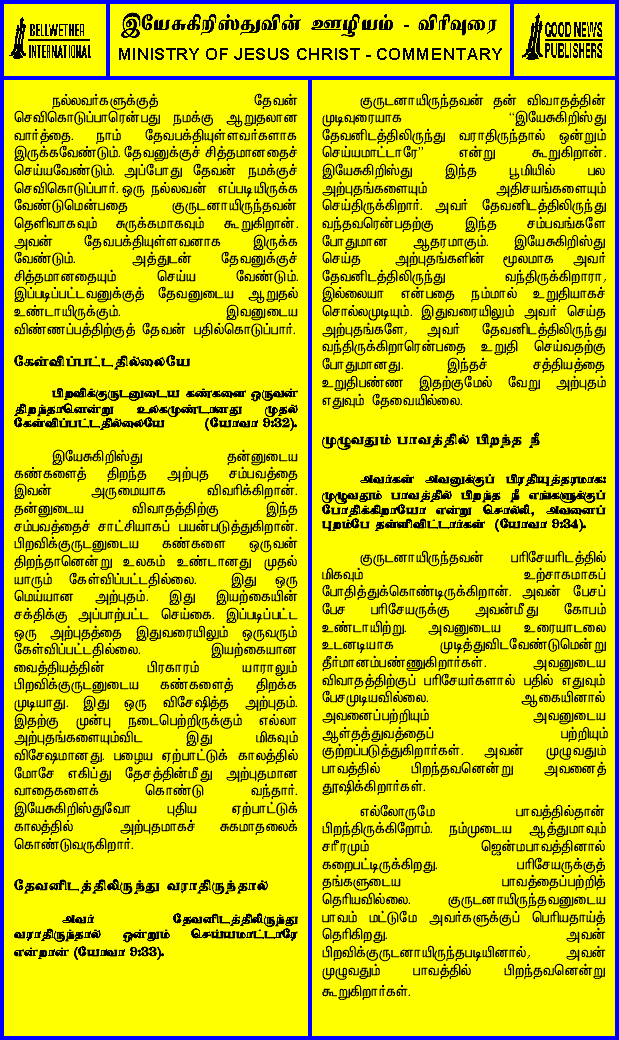 BELLWETHER
INTERNATIONAL
இயேசுகிறிஸ்துவின் ஊழியம் - விரிவுரை
MINISTRY OF JESUS CHRIST - COMMENTARY
GOOD NEWS
PUBLISHERS
நல்லவர்களுக்குத் தேவன்
செவிகொடுப்பாரென்பது நமக்கு ஆறுதலான
வார்த்தை. நாம் தேவபக்தியுள்ளவர்களாக
இருக்கவேண்டும். தேவனுக்குச் சித்தமானதைச்
செய்யவேண்டும். அப்போது தேவன் நமக்குச்
செவிகொடுப்பார். ஒரு நல்லவன் எப்படியிருக்க
வேண்டுமென்பதை குருடனாயிருந்தவன்
தெளிவாகவும் சுருக்கமாகவும் கூறுகிறான்.
அவன் தேவபக்தியுள்ளவனாக இருக்க
வேண்டும். அத்துடன் தேவனுக்குச்
சித்தமானதையும் செய்ய வேண்டும்.
இப்படிப்பட்டவனுக்குத் தேவனுடைய ஆறுதல்
உண்டாயிருக்கும். இவனுடைய
விண்ணப்பத்திற்குத் தேவன் பதில்கொடுப்பார்.
கேள்விப்பட்டதில்லையே
பிறவிக்குருடனுடைய கண்களை ஒருவன்
திறந்தானென்று உலகமுண்டானது முதல்
கேள்விப்பட்டதில்லையே (யோவா 9:32).
இயேசுகிறிஸ்து தன்னுடைய
கண்களைத் திறந்த அற்புத சம்பவத்தை
இவன் அருமையாக விவரிக்கிறான்.
தன்னுடைய விவாதத்திற்கு இந்த
சம்பவத்தைச் சாட்சியாகப் பயன்படுத்துகிறான்.
பிறவிக்குருடனுடைய கண்களை ஒருவன்
திறந்தானென்று உலகம் உண்டானது முதல்
யாரும் கேள்விப்பட்டதில்லை. இது ஒரு
மெய்யான அற்புதம். இது இயற்கையின்
சக்திக்கு அப்பாற்பட்ட செய்கை. இப்படிப்பட்ட
ஒரு அற்புதத்தை இதுவரையிலும் ஒருவரும்
கேள்விப்பட்டதில்லை. இயற்கையான
வைத்தியத்தின் பிரகாரம் யாராலும்
பிறவிக்குருடனுடைய கண்களைத் திறக்க
முடியாது. இது ஒரு விசேஷித்த அற்புதம்.
இதற்கு முன்பு நடைபெற்றிருக்கும் எல்லா
அற்புதங்களையும்விட இது மிகவும்
விசேஷமானது. பழைய ஏற்பாட்டுக் காலத்தில்
மோசே எகிப்து தேசத்தின்மீது அற்புதமான
வாதைகளைக் கொண்டு வந்தார்.
இயேசுகிறிஸ்துவோ புதிய ஏற்பாட்டுக்
காலத்தில் அற்புதமாகச் சுகமாதலைக்
கொண்டுவருகிறார்.
தேவனிடத்திலிருந்து வராதிருந்தால்
அவர் தேவனிடத்திலிருந்து
வராதிருந்தால் ஒன்றும் செய்யமாட்டாரே
என்றான் (யோவா 9:33).
குருடனாயிருந்தவன் தன் விவாதத்தின்
முடிவுரையாக “இயேசுகிறிஸ்து
தேவனிடத்திலிருந்து வராதிருந்தால் ஒன்றும்
செய்யமாட்டாரே” என்று கூறுகிறான்.
இயேசுகிறிஸ்து இந்த பூமியில் பல
அற்புதங்களையும் அதிசயங்களையும்
செய்திருக்கிறார். அவர் தேவனிடத்திலிருந்து
வந்தவரென்பதற்கு இந்த சம்பவங்களே
போதுமான ஆதரமாகும். இயேசுகிறிஸ்து
செய்த அற்புதங்களின் மூலமாக அவர்
தேவனிடத்திலிருந்து வந்திருக்கிறாரா,
இல்லையா என்பதை நம்மால் உறுதியாகச்
சொல்லமுடியும். இதுவரையிலும் அவர் செய்த
அற்புதங்களே, அவர் தேவனிடத்திலிருந்து
வந்திருக்கிறாரென்பதை உறுதி செய்வதற்கு
போதுமானது. இந்தச் சத்தியத்தை
உறுதிபண்ண இதற்குமேல் வேறு அற்புதம்
எதுவும் தேவையில்லை.
முழுவதும் பாவத்தில் பிறந்த நீ
அவர்கள் அவனுக்குப் பிரதியுத்தரமாக:
முழுவதும் பாவத்தில் பிறந்த நீ எங்களுக்குப்
போதிக்கிறாயோ என்று சொல்லி, அவனைப்
புறம்பே தள்ளிவிட்டார்கள் (யோவா 9:34).
குருடனாயிருந்தவன் பரிசேயரிடத்தில்
மிகவும் உற்சாகமாகப்
போதித்துக்கொண்டிருக்கிறான். அவன் பேசப்
பேச பரிசேயருக்கு அவன்மீது கோபம்
உண்டாயிற்று. அவனுடைய உரையாடலை
உடனடியாக முடித்துவிடவேண்டுமென்று
தீர்மானம்பண்ணுகிறார்கள். அவனுடைய
விவாதத்திற்குப் பரிசேயர்களால் பதில் எதுவும்
பேசமுடியவில்லை. ஆகையினால்
அவனைப்பற்றியும் அவனுடைய
ஆள்தத்துவத்தைப் பற்றியும்
குற்றப்படுத்துகிறார்கள். அவன் முழுவதும்
பாவத்தில் பிறந்தவனென்று அவனைத்
தூஷிக்கிறார்கள்.
எல்லோருமே பாவத்தில்தான்
பிறந்திருக்கிறோம். நம்முடைய ஆத்துமாவும்
சரீரமும் ஜென்மபாவத்தினால்
கறைபட்டிருக்கிறது. பரிசேயருக்குத்
தங்களுடைய பாவத்தைப்பற்றித்
தெரியவில்லை. குருடனாயிருந்தவனுடைய
பாவம் மட்டுமே அவர்களுக்குப் பெரியதாய்த்
தெரிகிறது. அவன்
பிறவிக்குருடனாயிருந்தபடியினால், அவன்
முழுவதும் பாவத்தில் பிறந்தவனென்று
கூறுகிறார்கள்.